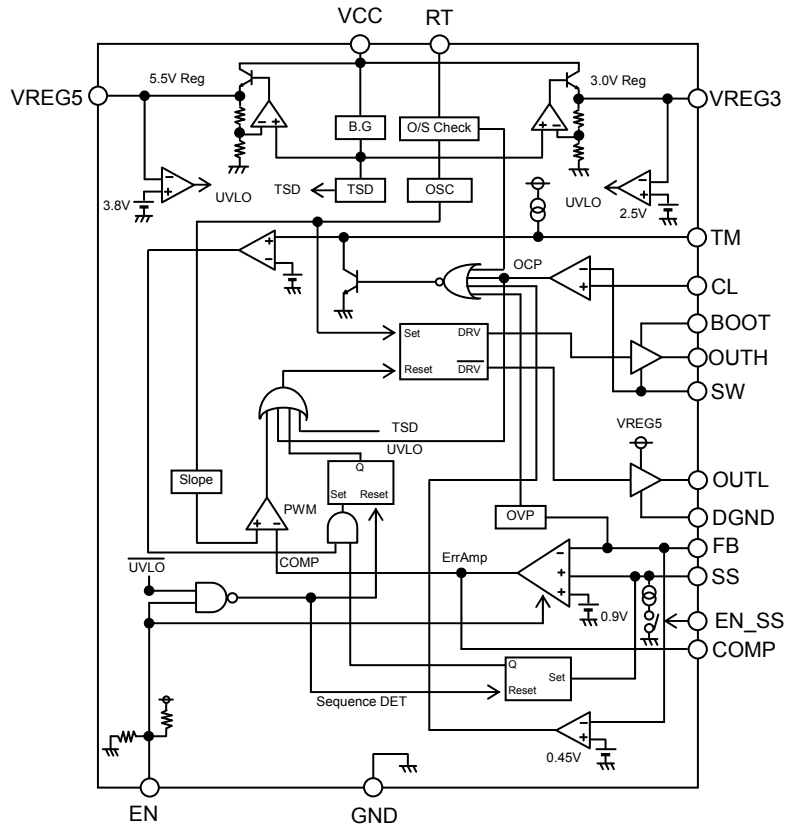 VCC RT
5.5V Reg 3.0V Reg
VREG5 VREG3
B.G O/S Check
+ − − +
− + UVLO TSD TSD OSC UVLO − +
3.8V 2.5V
+ − TM
OCP − + CL
BOOT
Set DRV
OUTH
Reset DRV
SW
TSD VREG5
UVLO
Q
Slope Set Reset OUTL
PWM
+ − OVP DGND
ErrAmp − FB
UVLO COMP + SS
+ 0.9V EN_SS
COMP
Q
Set
Reset
Sequence DET
− +
0.45V
EN GND